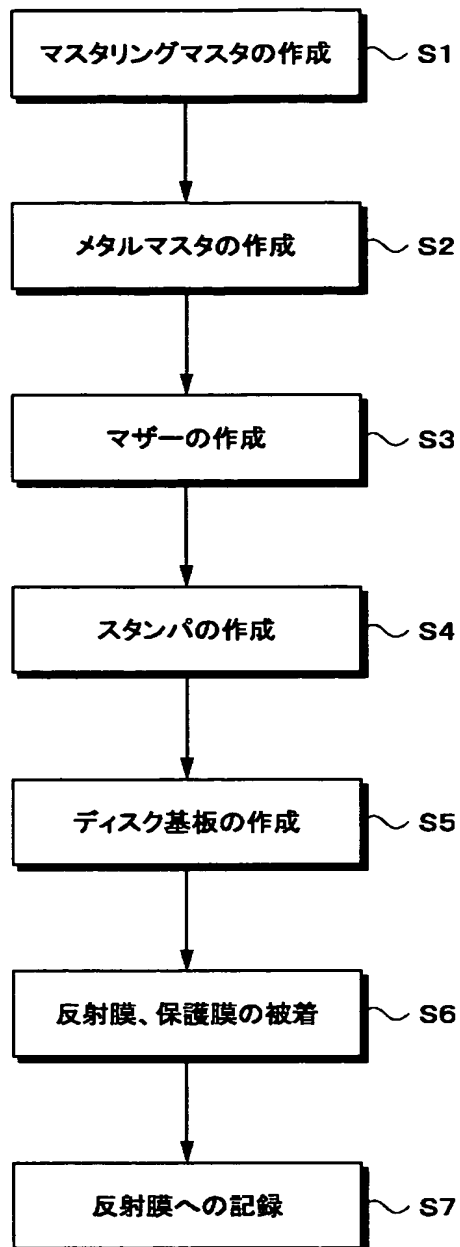 マスタリングマスタの作成 S1
メタルマスタの作成 S2
マザーの作成 S3
スタンパの作成 S4
ディスク基板の作成 S5
反射膜、保護膜の被着 S6
反射膜への記録 S7